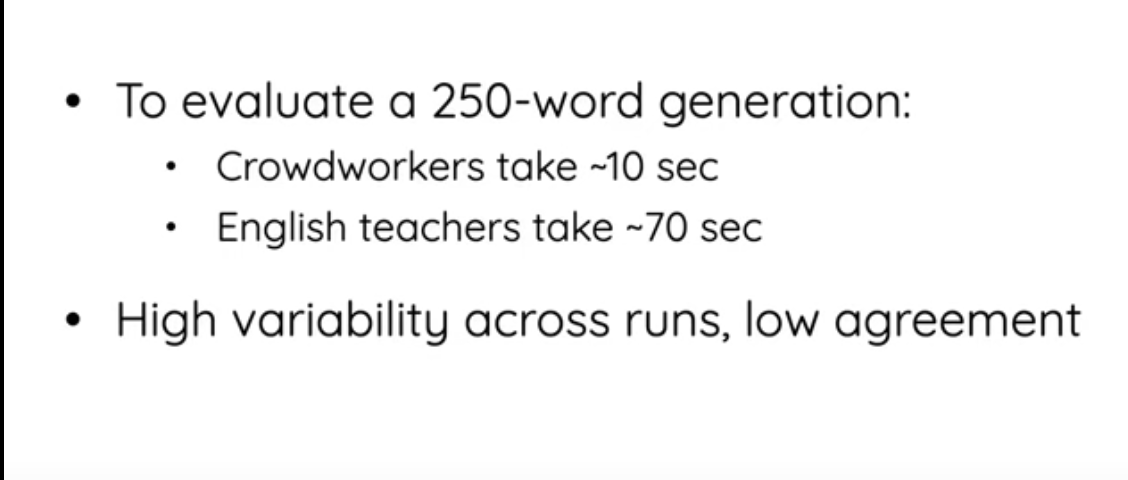 • To evaluate a 250-word generation:
• Crowdworkers take ~10 sec
• English teachers take ~70 sec
• High variability across runs, low agreement